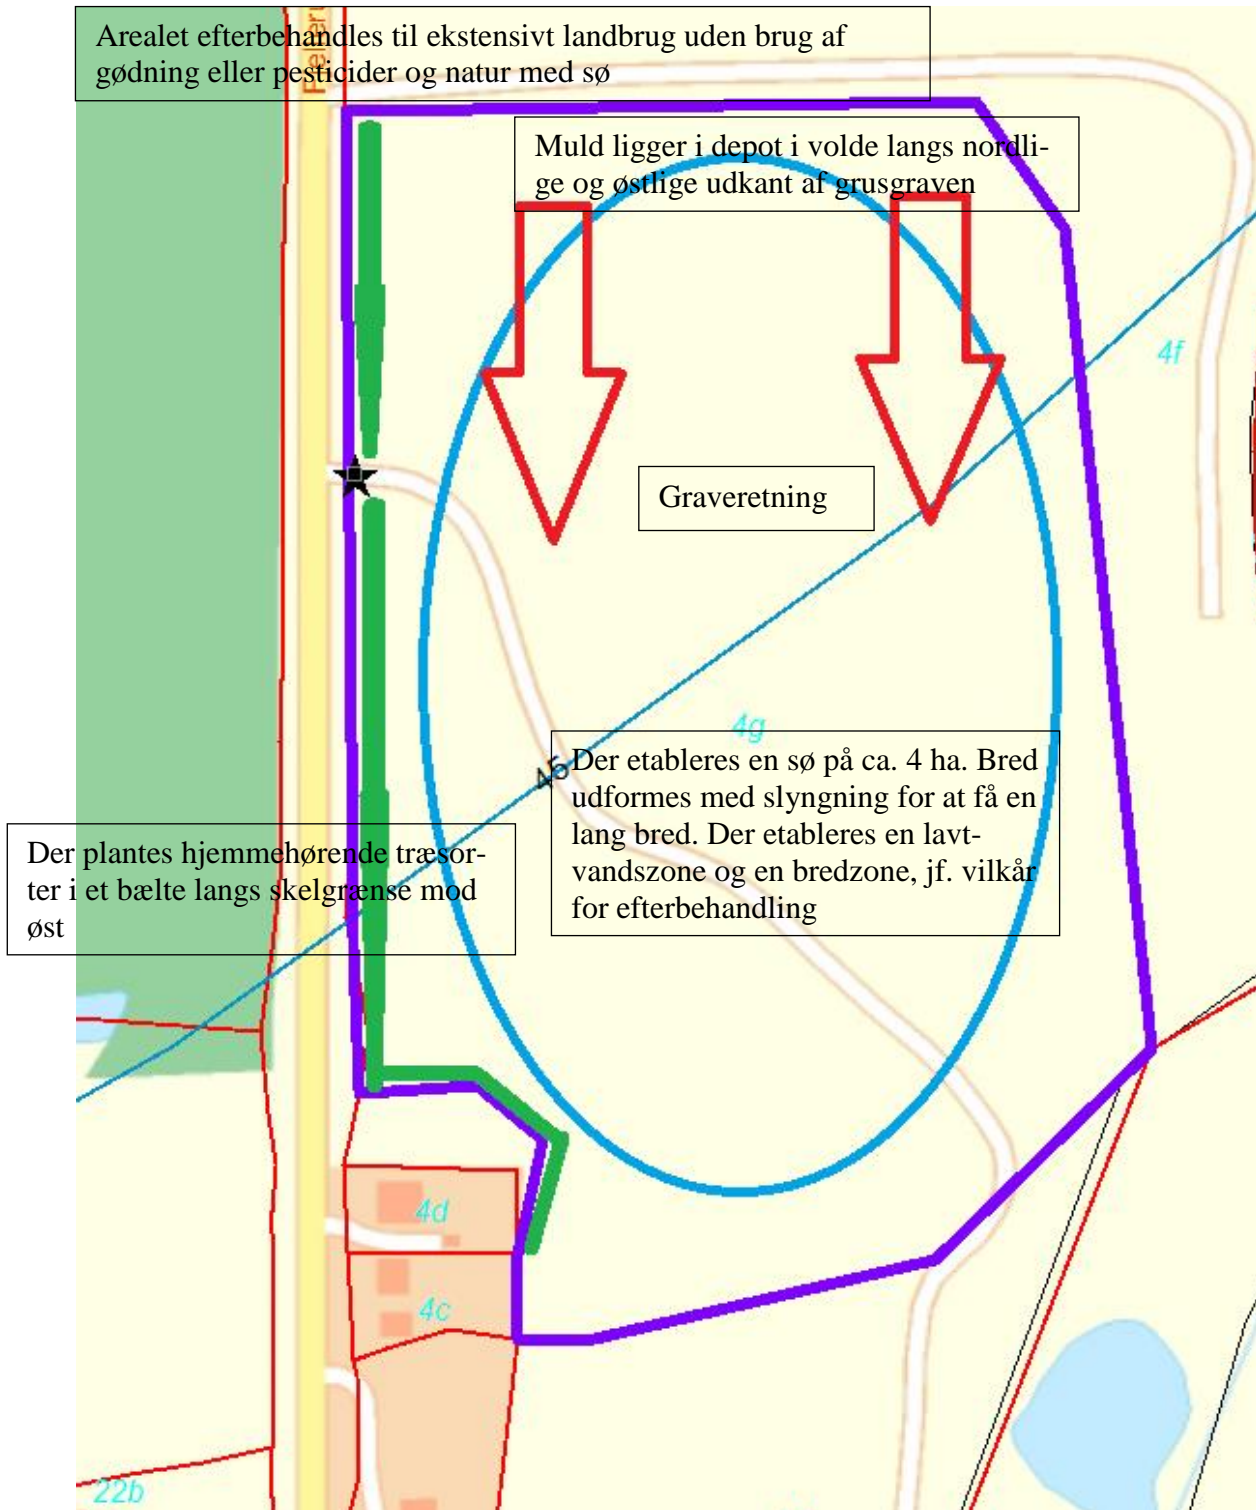 Arealet efterbehandles til ekstensivt landbrug uden brug af
gødning eller pesticider og natur med sø
Muld ligger i depot i volde langs nordli-
ge og østlige udkant af grusgraven
4f
Graveretning
4g
45
Der etableres en sø på ca. 4 ha. Bred
udformes med slyngning for at få en
lang bred. Der etableres en lavt-
vandszone og en bredzone, jf. vilkår
for efterbehandling
Der plantes hjemmehørende træsor-
ter i et bælte langs skelgrænse mod
øst
4d
4c
22b